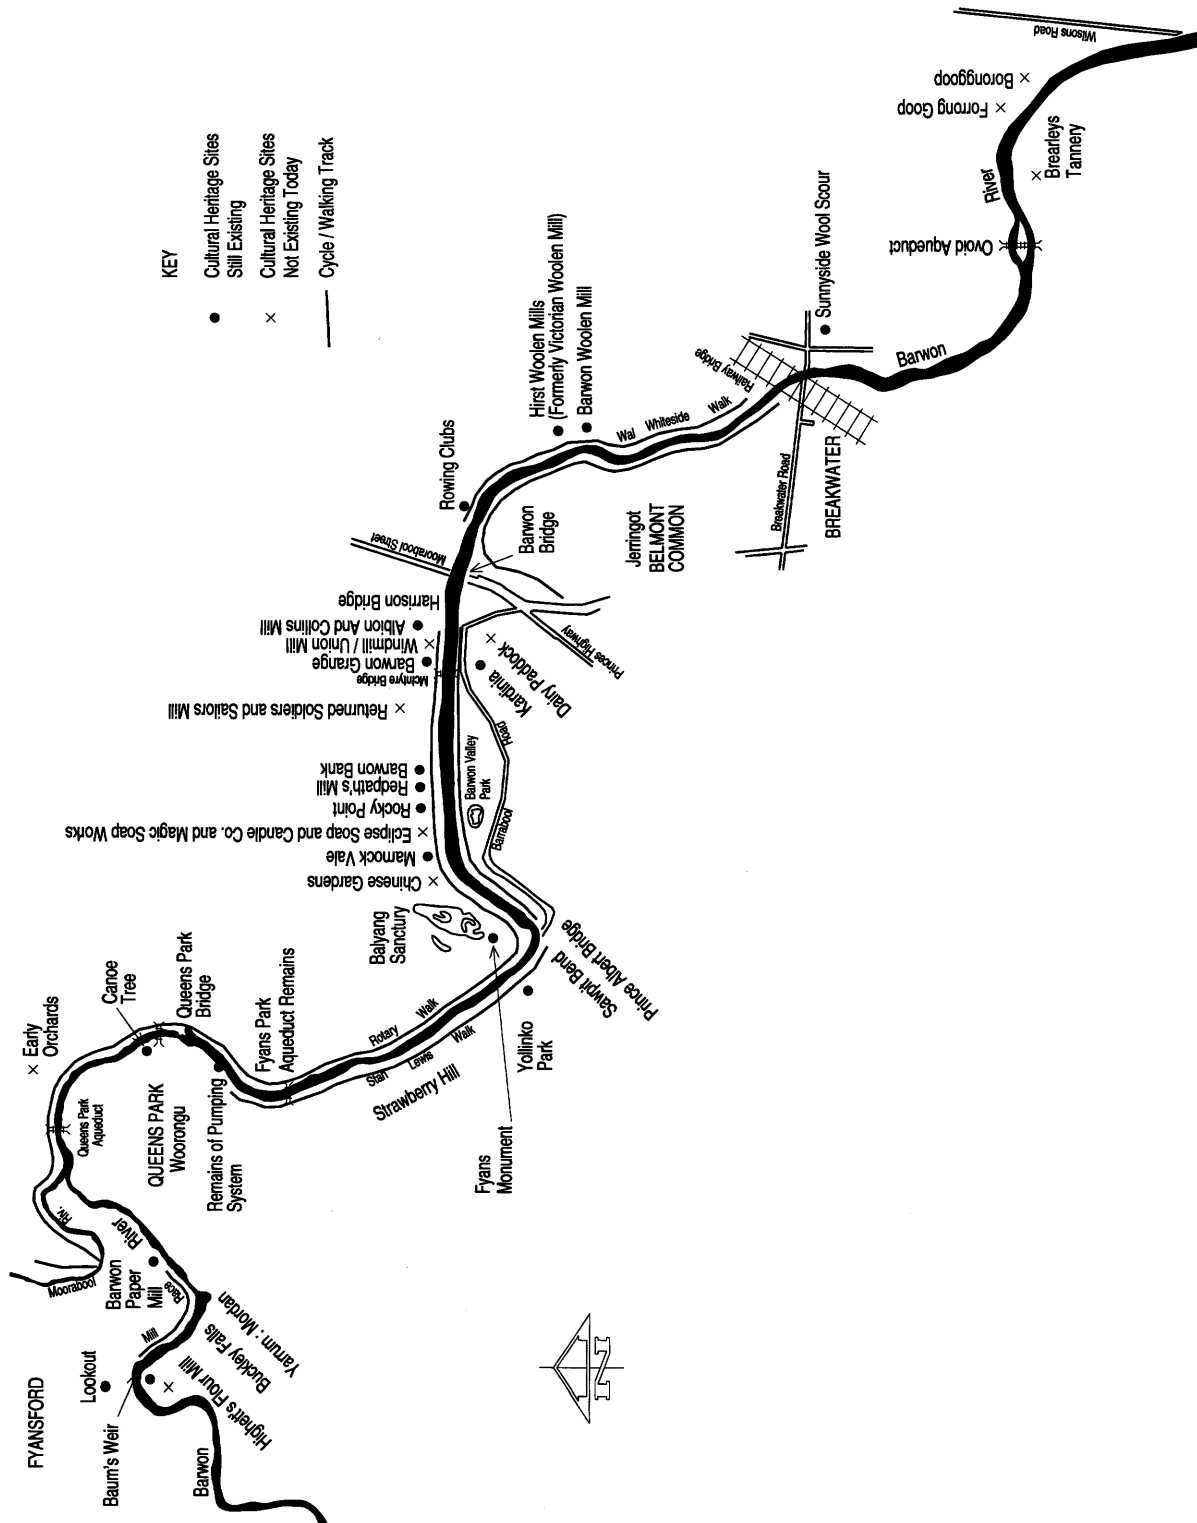 KEY
Cultural Heritage Sites
Still Existing
Cultural Heritage Sites
Not Existing Today
Cycle / Walking Track
FYANSFORD
Lookout
Baum's Weir
Barwon
Highett's Flour Mill
Buckley Falls
Yarrum : Mordan
Mill
Race
Barwon
Paper
Mill
River
Moorabool
Riv.
Queens Park
Aqueduct
Early
Orchards
Canoe
Tree
Queens Park
Bridge
QUEENS PARK
Woorongu
Remains of Pumping
System
Fyans Park
Aqueduct Remains
Rotary
Walk
Stan
Lewis
Walk
Strawberry Hill
Fyans
Monument
Yollinko
Park
Balyang
Sanctury
Sawpit Bend
Prince Albert Bridge
Chinese Gardens
Marnock Vale
Eclipse Soap and Candle Co. and Magic Soap Works
Rocky Point
Redpath's Mill
Barwon Bank
Barwon Valley
Park
Barrabool
Road
Returned Soldiers and Sailors Mill
McIntyre Bridge
Barwon Grange
Windmill / Union Mill
Albion And Collins Mill
Harrison Bridge
Kardinia
Dairy Paddock
Princes Highway
Moorabool Street
Barwon
Bridge
Rowing Clubs
Hirst Woolen Mills
(Formerly Victorian Woolen Mill)
Barwon Woolen Mill
Wal
Whiteside
Walk
Jerringot
BELMONT
COMMON
Railway Bridge
Breakwater Road
BREAKWATER
Sunnyside Wool Scour
Barwon
River
Ovoid Aqueduct
Brearleys
Tannery
Forrong Goop
Boronggoop
Wilsons Road
N